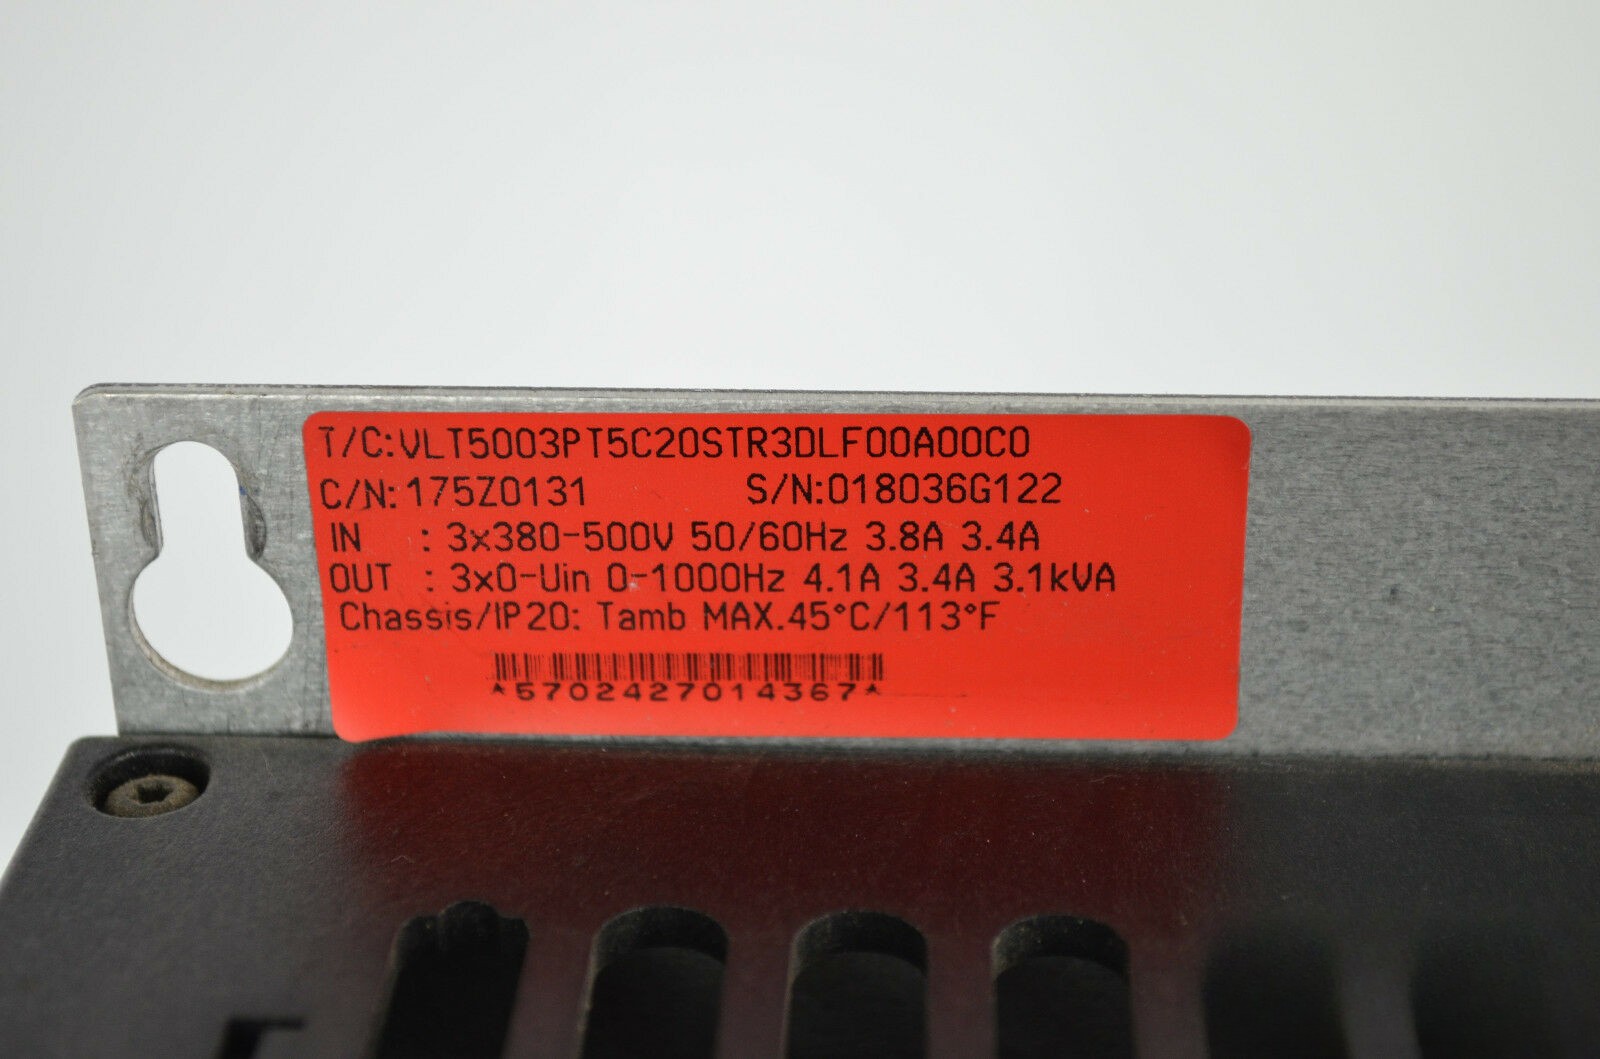 T/C:VLT5003PT5C20STR3DLF00A00C0
C/N:175Z0131 S/N:018036G122
IN : 3x380-500V 50/60Hz 3.8A 3.4A
OUT : 3x0-Uin 0-1000Hz 4.1A 3.4A 3.1kVA
Chassis/IP20: Tamb MAX.45°C/113°F
*5702427014367*